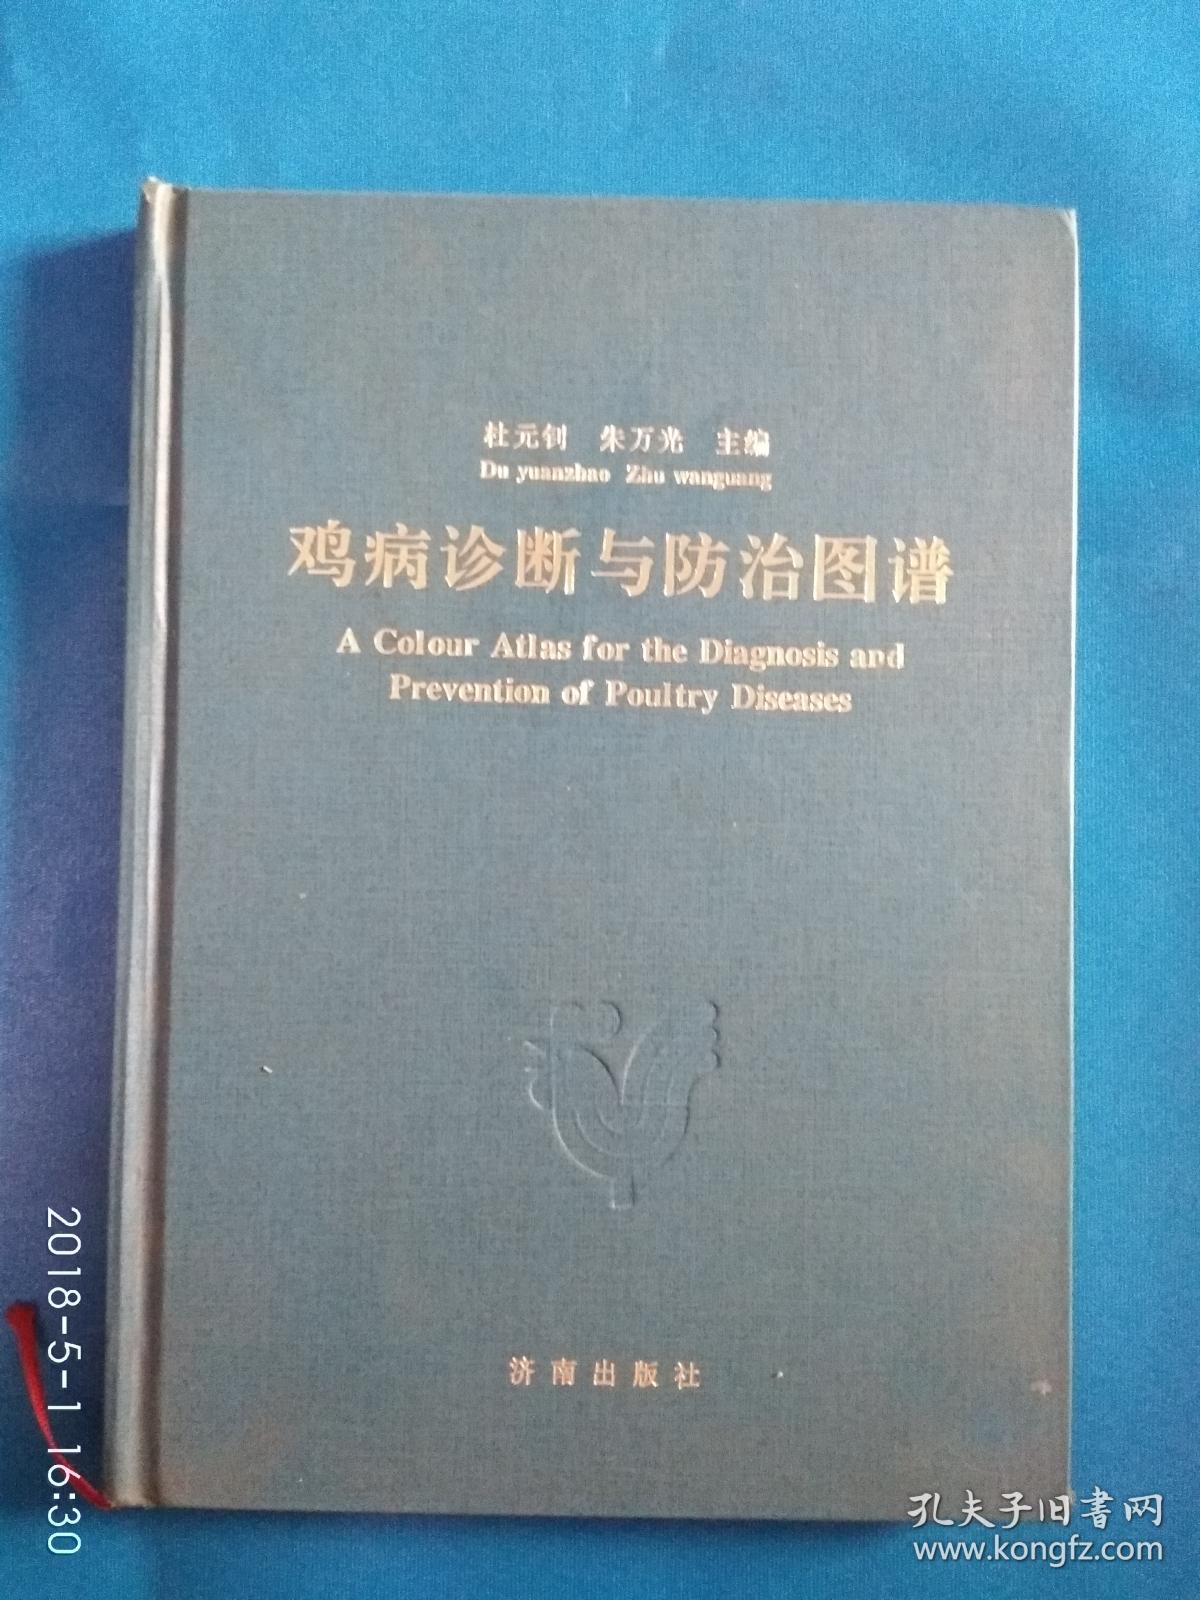 杜元钊 朱万光 主编
Du yuanzhao Zhu wanguang
鸡病诊断与防治图谱
A Colour Atlas for the Diagnosis and
Prevention of Poultry Diseases
济南出版社
2018-5-1 16:30
孔夫子旧书网
www.kongfz.com